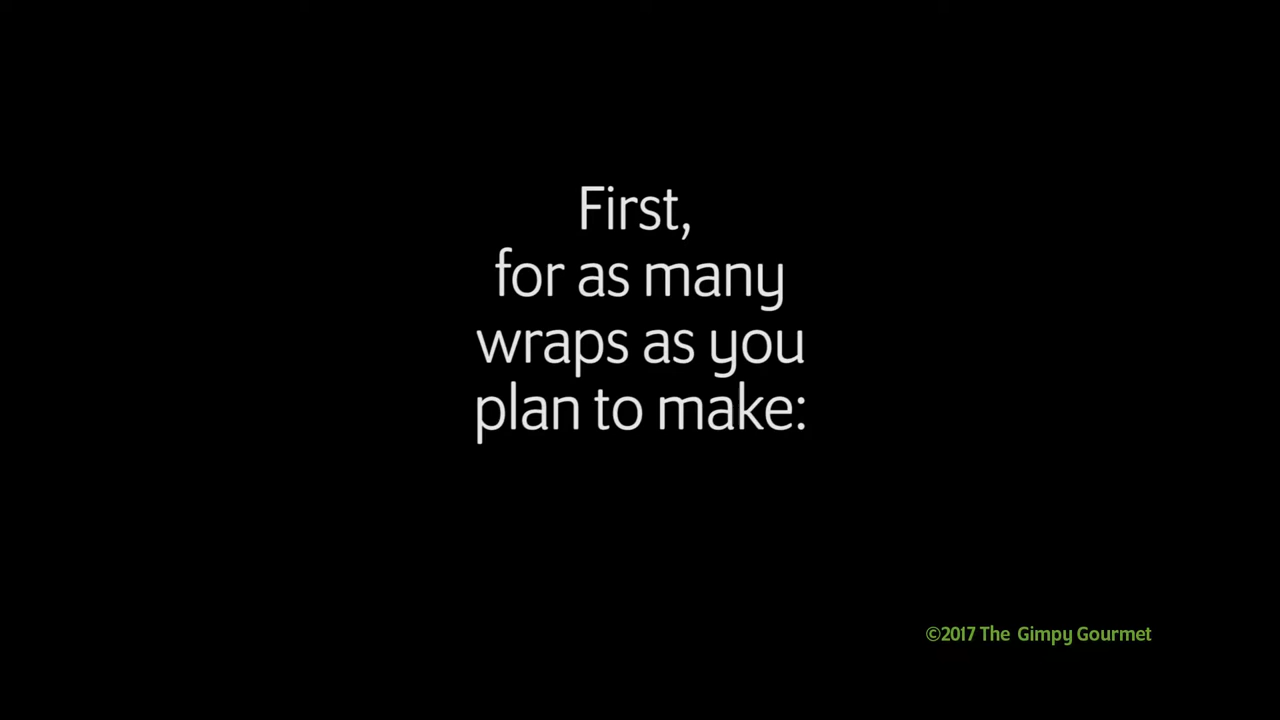 First,
for as many
wraps as you
plan to make:
©2017 The Gimpy Gourmet